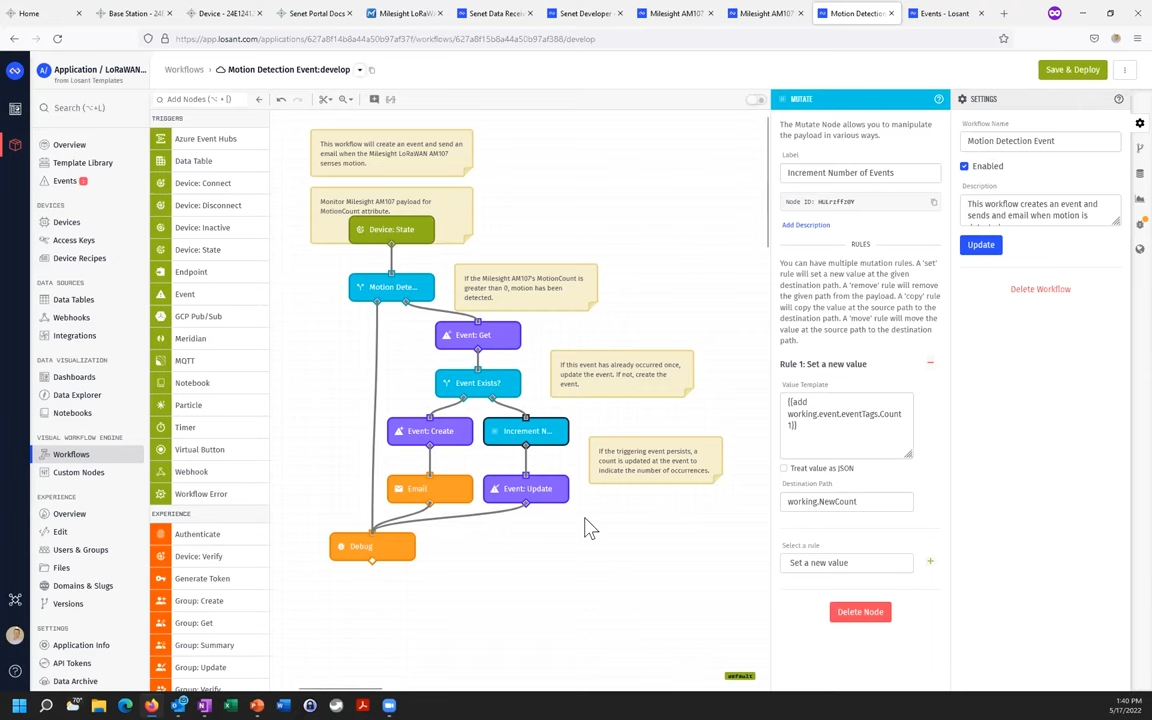 Home
Base Station - 24E
Device - 24E1241
Senet Portal Docs
Milesight LoRaW
Senet Data Recei
Senet Developer
Milesight AM107
Milesight AM107
Motion Detection
Events - Losant
https://app.losant.com/applications/627a8f14b8a44a50b97af37f/workflows/627a8f15b8a44a50b97af388/develop
Application / LoRaWAN...
from Losant Templates
Workflows
Motion Detection Event:develop
Save & Deploy
Search (⌥+L)
Overview
Template Library
Events 2
DEVICES
Devices
Access Keys
Device Recipes
DATA SOURCES
Data Tables
Webhooks
Integrations
DATA VISUALIZATION
Dashboards
Data Explorer
Notebooks
VISUAL WORKFLOW ENGINE
Workflows
Custom Nodes
EXPERIENCE
Overview
Edit
Users & Groups
Files
Domains & Slugs
Versions
SETTINGS
Application Info
API Tokens
Data Archive
Add Nodes (⌥ + [)
TRIGGERS
Azure Event Hubs
Data Table
Device: Connect
Device: Disconnect
Device: Inactive
Device: State
Endpoint
Event
GCP Pub/Sub
Meridian
MQTT
Notebook
Particle
Timer
Virtual Button
Webhook
Workflow Error
EXPERIENCE
Authenticate
Device: Verify
Generate Token
Group: Create
Group: Get
Group: Summary
Group: Update
This workflow will create an event and send an
email when the Milesight LoRaWAN AM107
senses motion.
Monitor Milesight AM107 payload for
MotionCount attribute.
Device: State
Motion Dete...
If the Milesight AM107's MotionCount is
greater than 0, motion has been
detected.
Event: Get
Event Exists?
If this event has already occurred once,
update the event. If not, create the
event.
Event: Create
Increment N...
If the triggering event persists, a
count is updated at the event to
indicate the number of occurrences.
Email
Event: Update
Debug
default
MUTATE
The Mutate Node allows you to manipulate
the payload in various ways.
Label
Increment Number of Events
Node ID: HULrzffz0Y
Add Description
RULES
You can have multiple mutation rules. A 'set'
rule will set a new value at the given
destination path. A 'remove' rule will remove
the given path from the payload. A 'copy' rule
will copy the value at the source path to the
destination path. A 'move' rule will move the
value at the source path to the destination
path.
Rule 1: Set a new value
Value Template
{{add
working.event.eventTags.Count
1}}
Treat value as JSON
Destination Path
working.NewCount
Select a rule
Set a new value
Delete Node
SETTINGS
Workflow Name
Motion Detection Event
Enabled
Description
This workflow creates an event and
sends and email when motion is
Update
Delete Workflow
70°
1:40 PM
5/17/2022